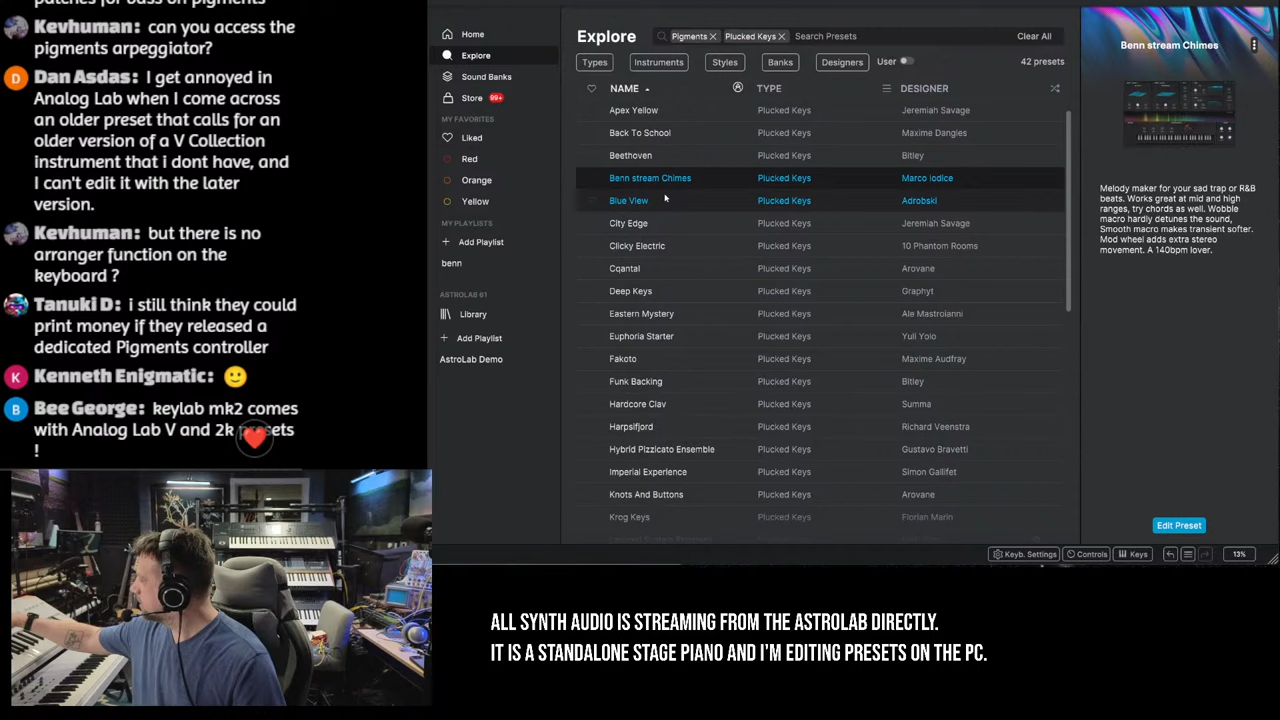 Kevhuman: can you access the
pigments arpeggiator?
Dan Asdas: I get annoyed in
Analog Lab when I come across
an older preset that calls for an
older version of a V Collection
instrument that i dont have, and
I can't edit it with the later
version.
Kevhuman: but there is no
arranger function on the
keyboard ?
Tanuki D: i still think they could
print money if they released a
dedicated Pigments controller
Kenneth Enigmatic: 🙂
Bee George: keylab mk2 comes
with Analog Lab V and 2k presets
!
Home
Explore
Sound Banks
Store 99+
MY FAVORITES
Liked
Red
Orange
Yellow
MY PLAYLISTS
+ Add Playlist
benn
ASTROLAB 61
Library
+ Add Playlist
AstroLab Demo
Explore Pigments Plucked Keys Search Presets Clear All
Types Instruments Styles Banks Designers User 42 presets
NAME TYPE DESIGNER
Apex Yellow Plucked Keys Jeremiah Savage
Back To School Plucked Keys Maxime Dangles
Beethoven Plucked Keys Bitley
Benn stream Chimes Plucked Keys Marco Iodice
Blue View Plucked Keys Adrobski
City Edge Plucked Keys Jeremiah Savage
Clicky Electric Plucked Keys 10 Phantom Rooms
Cqantal Plucked Keys Arovane
Deep Keys Plucked Keys Graphyt
Eastern Mystery Plucked Keys Ale Mastroianni
Euphoria Starter Plucked Keys Yuli Yolo
Fakoto Plucked Keys Maxime Audfray
Funk Backing Plucked Keys Bitley
Hardcore Clav Plucked Keys Summa
Harpsifjord Plucked Keys Richard Veenstra
Hybrid Pizzicato Ensemble Plucked Keys Gustavo Bravetti
Imperial Experience Plucked Keys Simon Gallifet
Knots And Buttons Plucked Keys Arovane
Krog Keys Plucked Keys Florian Marin
Benn stream Chimes
Melody maker for your sad trap or R&B
beats. Works great at mid and high
ranges, try chords as well. Wobble
macro hardly detunes the sound,
Smooth macro makes transient softer.
Mod wheel adds extra stereo
movement. A 140bpm lover.
Edit Preset
Keyb. Settings Controls Keys 13%
ALL SYNTH AUDIO IS STREAMING FROM THE ASTROLAB DIRECTLY.
IT IS A STANDALONE STAGE PIANO AND I'M EDITING PRESETS ON THE PC.